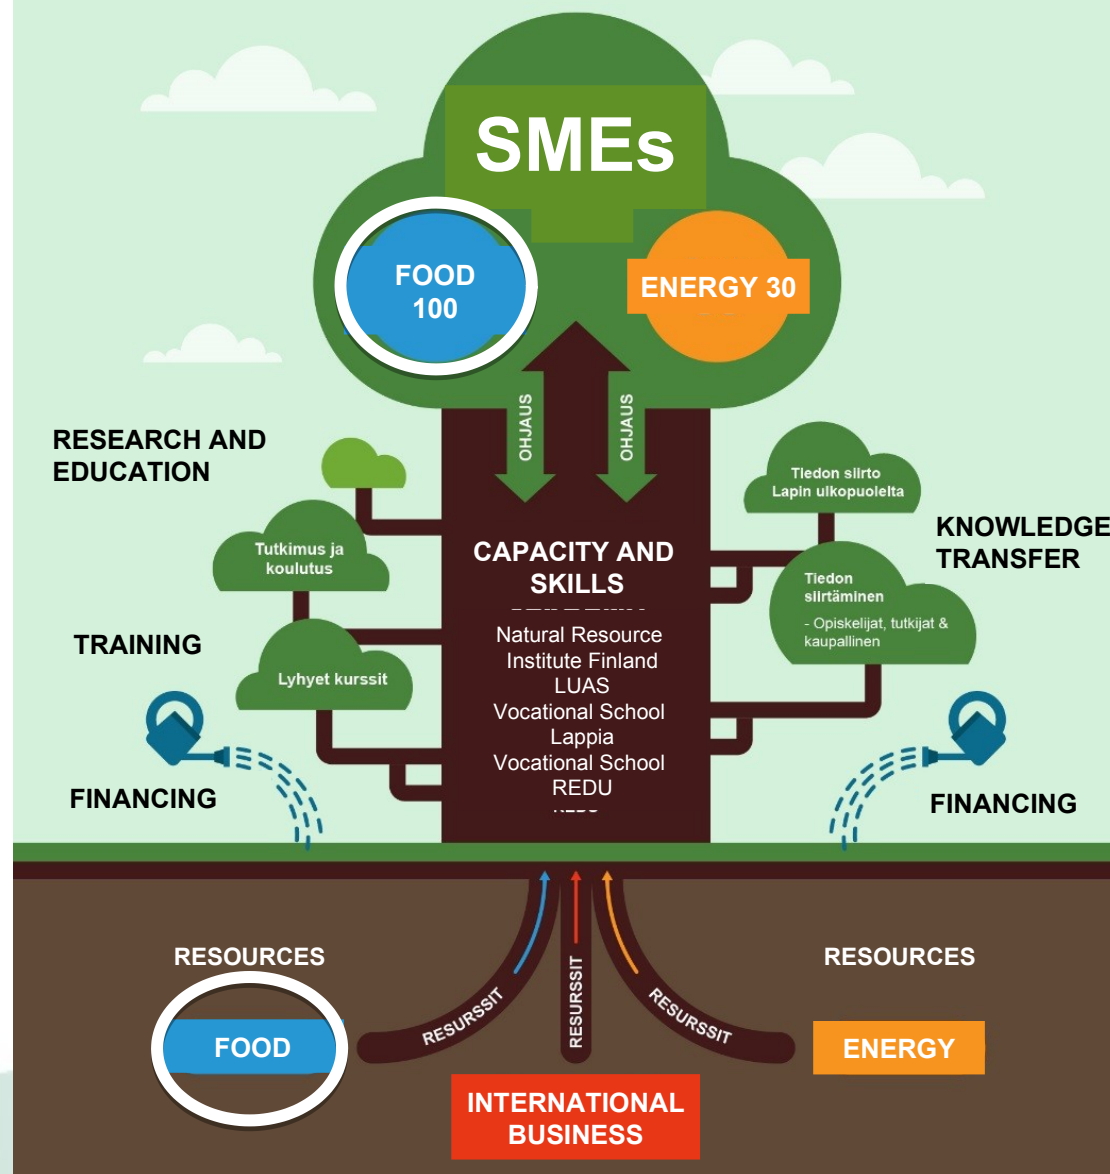 SMEs
FOOD
100
ENERGY 30
OHJAUS
OHJAUS
RESEARCH AND
EDUCATION
Tiedon siirto
Lapin ulkopuolelta
Tutkimus ja
koulutus
KNOWLEDGE
TRANSFER
CAPACITY AND
SKILLS
Natural Resource
Institute Finland
LUAS
Vocational School
Lappia
Vocational School
REDU
Tiedon
siirtäminen
- Opiskelijat, tutkijat &
kaupallinen
TRAINING
Lyhyet kurssit
FINANCING
FINANCING
RESOURCES
RESOURCES
RESURSSIT
RESURSSIT
RESURSSIT
FOOD
ENERGY
INTERNATIONAL
BUSINESS